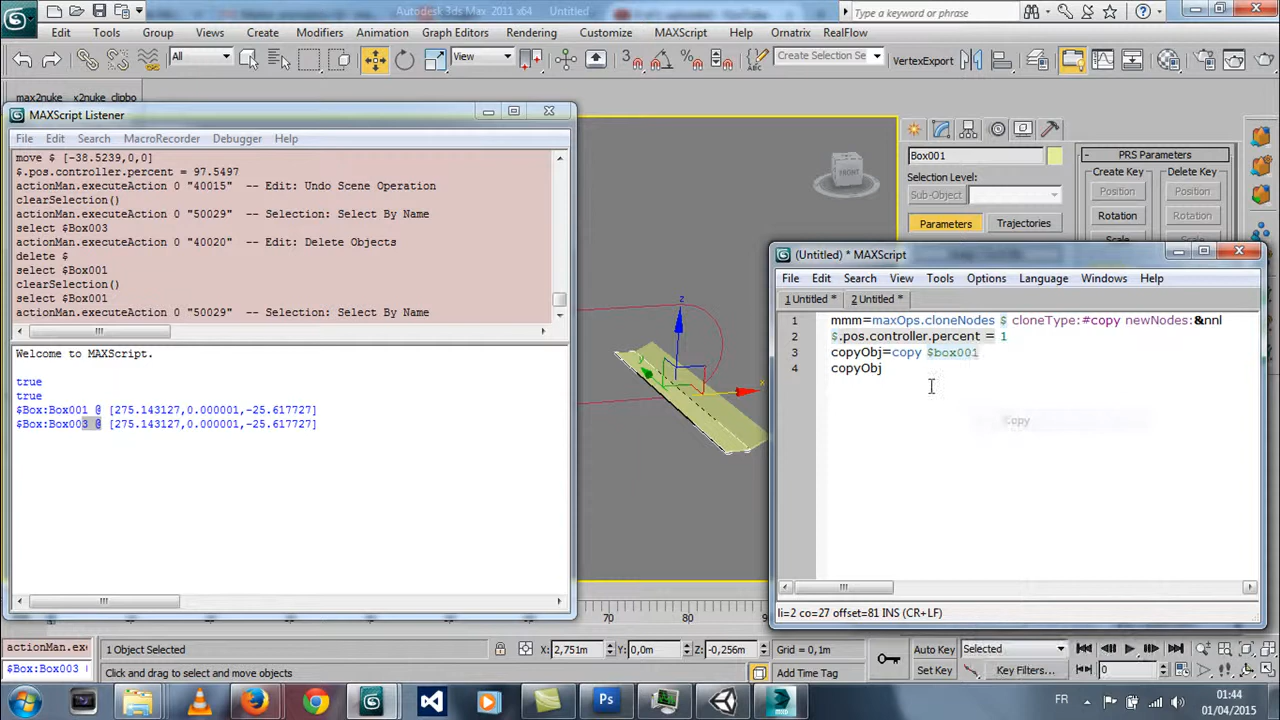 Autodesk 3ds Max 2011 x64 Untitled
Type a keyword or phrase
Edit Tools Group Views Create Modifiers Animation Graph Editors Rendering Customize MAXScript Help Ornatrix RealFlow
All
View
Create Selection Se
VertexExport
max2nuke x2nuke_clipbo
MAXScript Listener
File Edit Search MacroRecorder Debugger Help
move $ [-38.5239,0,0]
$.pos.controller.percent = 97.5497
actionMan.executeAction 0 "40015" -- Edit: Undo Scene Operation
clearSelection()
actionMan.executeAction 0 "50029" -- Selection: Select By Name
select $Box003
actionMan.executeAction 0 "40020" -- Edit: Delete Objects
delete $
select $Box001
clearSelection()
select $Box001
actionMan.executeAction 0 "50029" -- Selection: Select By Name
Welcome to MAXScript.
true
true
$Box:Box001 @ [275.143127,0.000001,-25.617727]
$Box:Box003 @ [275.143127,0.000001,-25.617727]
FRONT
z
y
x
Box001
Selection Level:
Sub-Object
Parameters
Trajectories
PRS Parameters
Create Key
Delete Key
Position
Position
Rotation
Rotation
(Untitled) * MAXScript
File Edit Search View Tools Options Language Windows Help
1 Untitled *
2 Untitled *
1 mmm=maxOps.cloneNodes $ cloneType:#copy newNodes:&nnl
2 $.pos.controller.percent = 1
3 copyObj=copy $box001
4 copyObj
Copy
li=2 co=27 offset=81 INS (CR+LF)
70 80
actionMan.exe
$Box:Box003
1 Object Selected
Click and drag to select and move objects
X: 2,751m
Y: 0,0m
Z: -0,256m
Grid = 0,1m
Add Time Tag
Auto Key
Selected
Set Key
Key Filters...
0
FR
01:44
01/04/2015